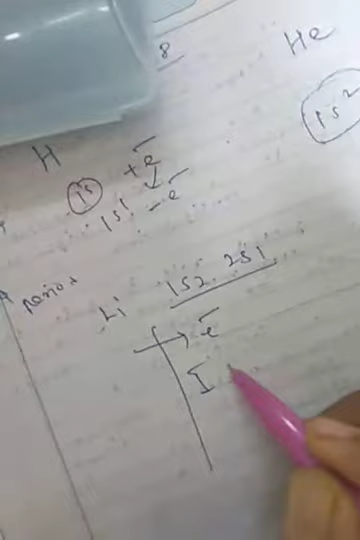 8
He
1s²
H
+ē
1s
1s1 - ē
period
Li 1s2 2s1
→ ē
I